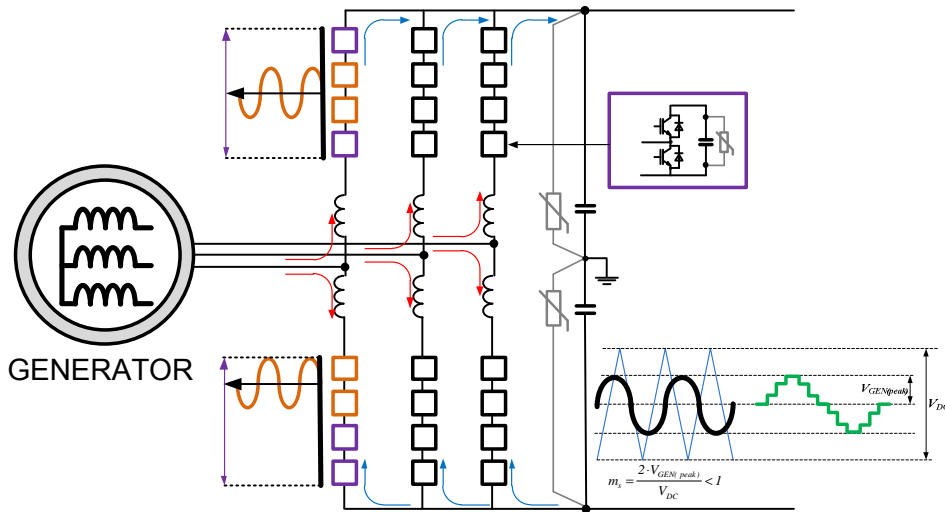 GENERATOR
V_GEN(peak)
V_DC
m_s = 2·V_GEN(peak) / V_DC < 1